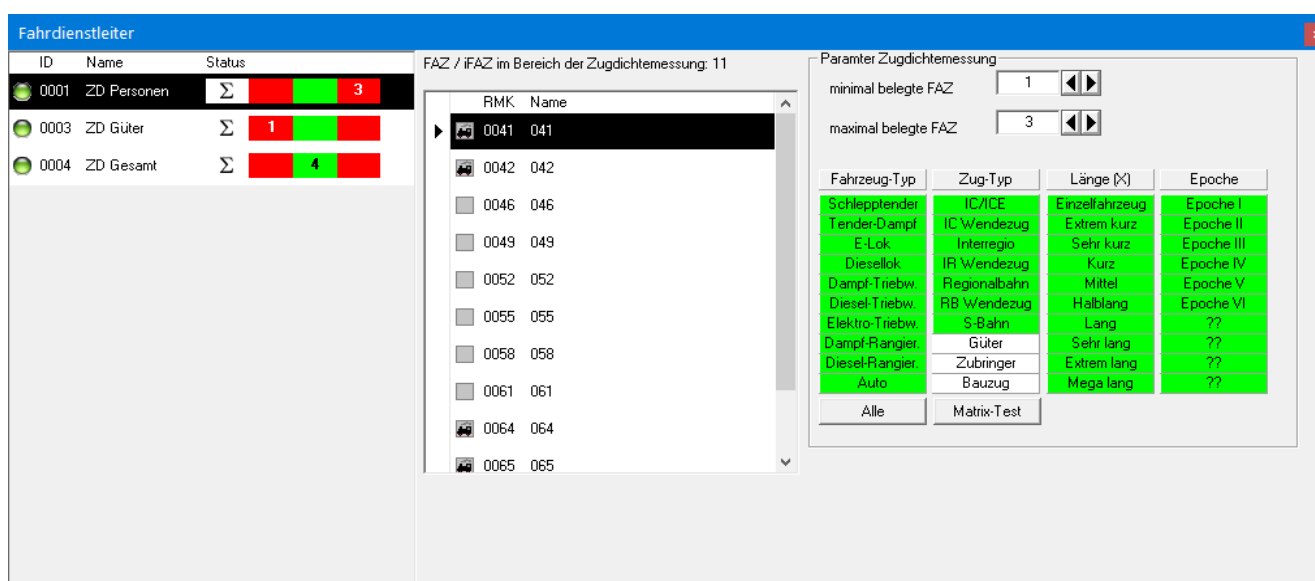 Fahrdienstleiter
ID Name Status
0001 ZD Personen Σ 3
0003 ZD Güter Σ 1
0004 ZD Gesamt Σ 4
FAZ / iFAZ im Bereich der Zugdichtemessung: 11
RMK Name
0041 041
0042 042
0046 046
0049 049
0052 052
0055 055
0058 058
0061 061
0064 064
0065 065
Paramter Zugdichtemessung
minimal belegte FAZ 1
maximal belegte FAZ 3
Fahrzeug-Typ Zug-Typ Länge (X) Epoche
Schlepptender IC/ICE Einzelfahrzeug Epoche I
Tender-Dampf IC Wendezug Extrem kurz Epoche II
E-Lok Interregio Sehr kurz Epoche III
Diesellok IR Wendezug Kurz Epoche IV
Dampf-Triebw. Regionalbahn Mittel Epoche V
Diesel-Triebw. RB Wendezug Halblang Epoche VI
Elektro-Triebw. S-Bahn Lang ??
Dampf-Rangier. Güter Sehr lang ??
Diesel-Rangier. Zubringer Extrem lang ??
Auto Bauzug Mega lang ??
Alle Matrix-Test